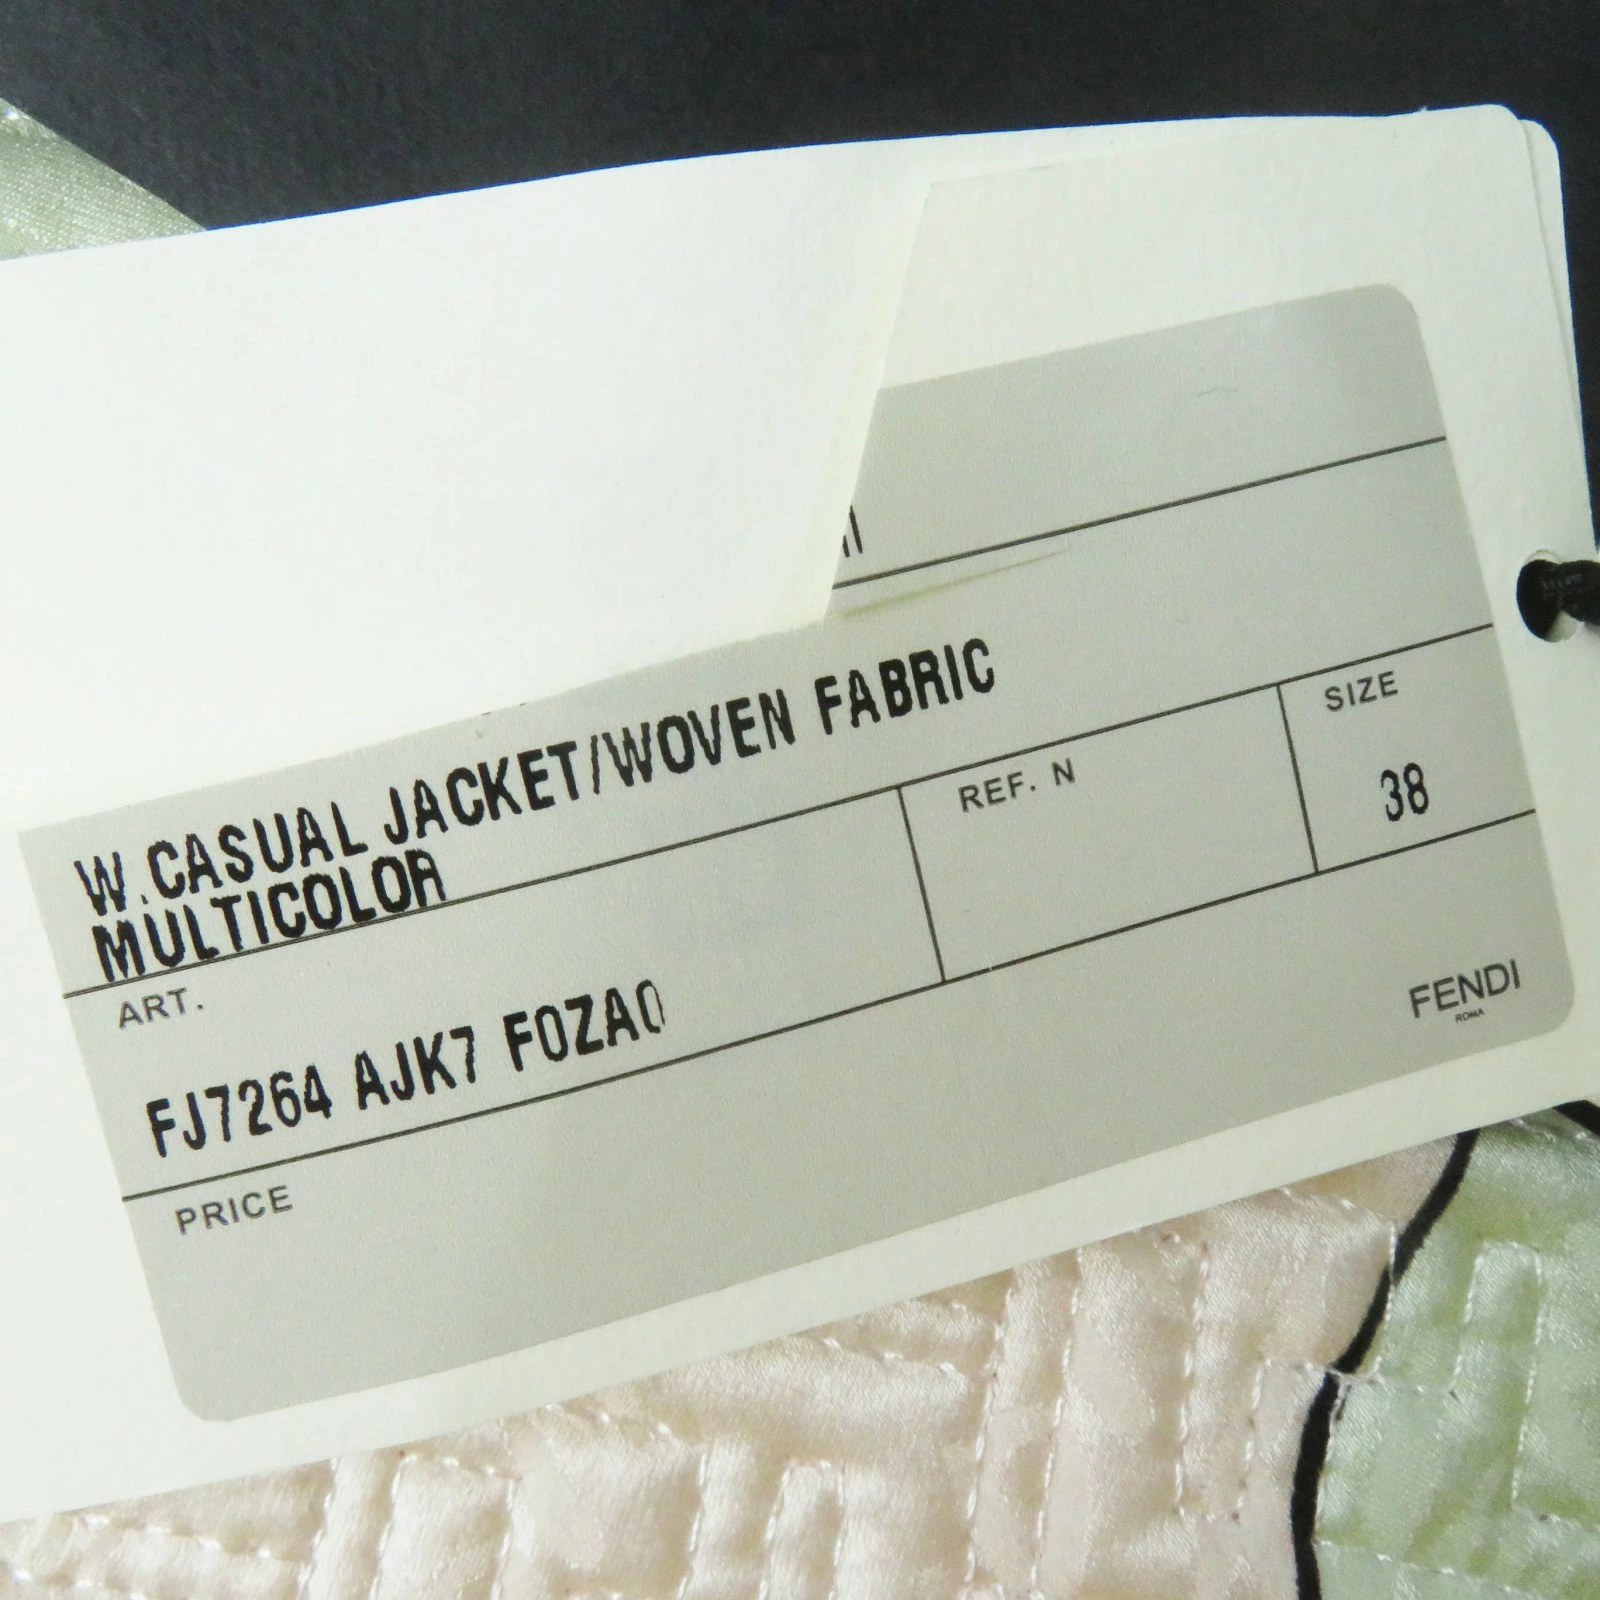 W.CASUAL JACKET/WOVEN FABRIC
MULTICOLOR
ART.
REF. N
SIZE
FJ7264 AJK7 F0ZA0
38
PRICE
FENDI
ROMA